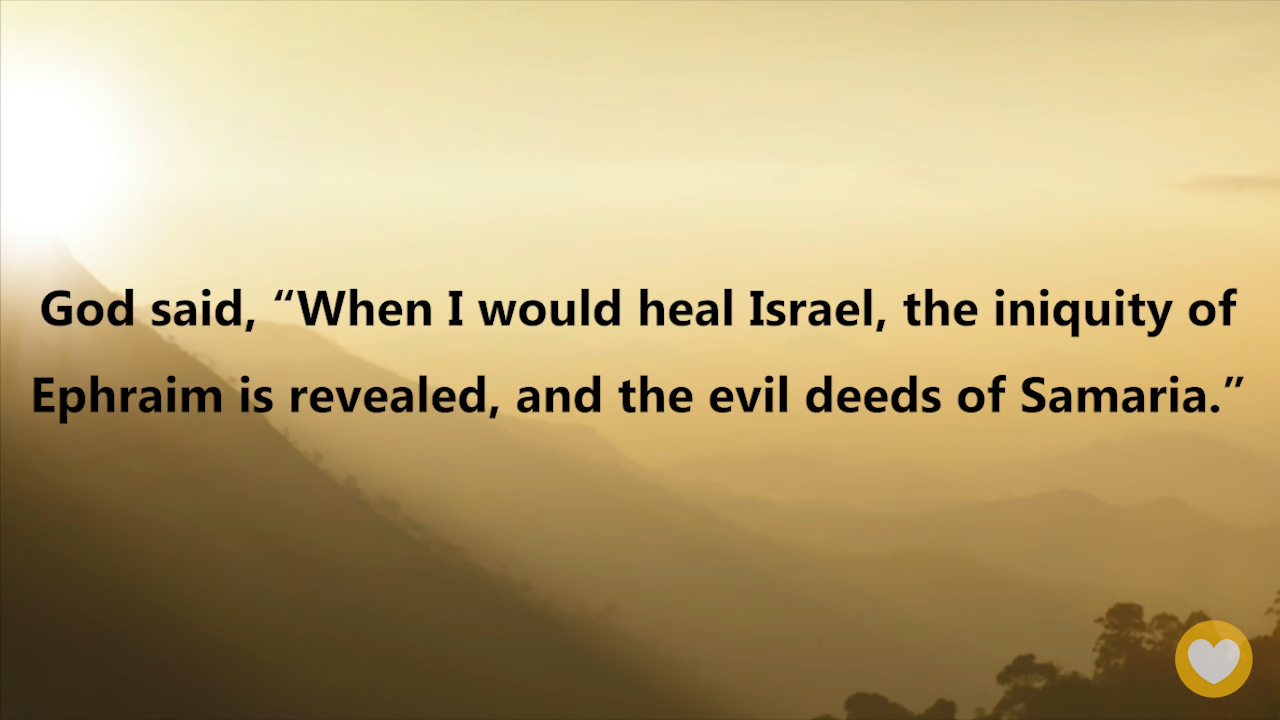 God said, “When I would heal Israel, the iniquity of
Ephraim is revealed, and the evil deeds of Samaria.”